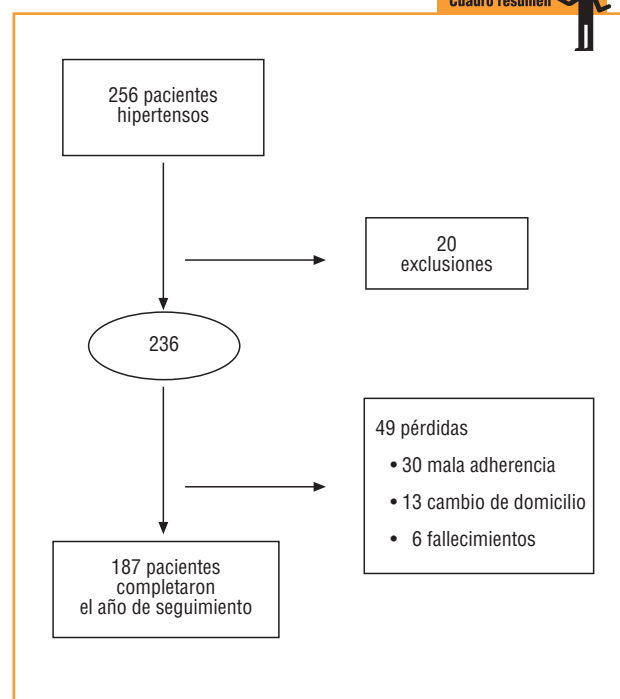 Cuadro resumen
256 pacientes
hipertensos
20
exclusiones
236
49 pérdidas
• 30 mala adherencia
• 13 cambio de domicilio
• 6 fallecimientos
187 pacientes
completaron
el año de seguimiento